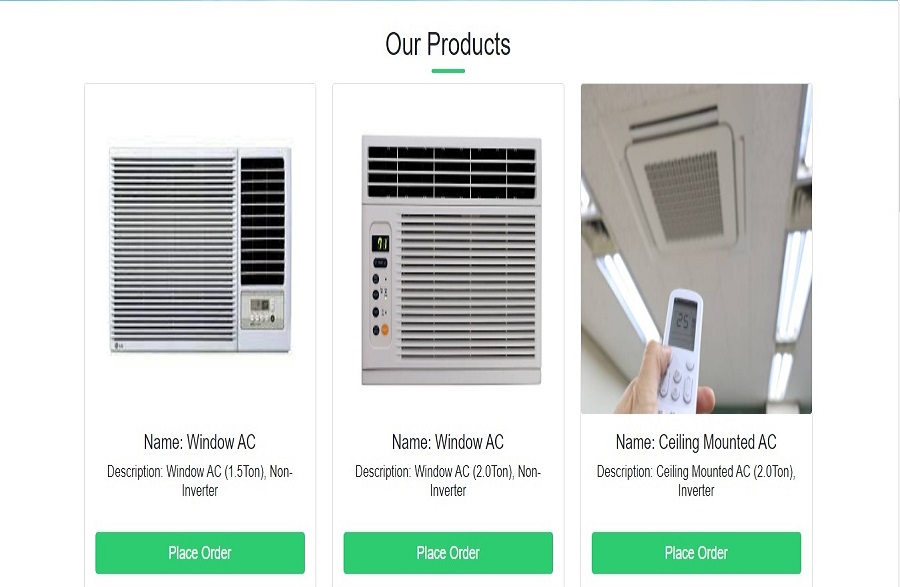 Our Products
Name: Window AC
Description: Window AC (1.5Ton), Non-
Inverter
Place Order
71
Name: Window AC
Description: Window AC (2.0Ton), Non-
Inverter
Place Order
25
Name: Ceiling Mounted AC
Description: Ceiling Mounted AC (2.0Ton),
Inverter
Place Order